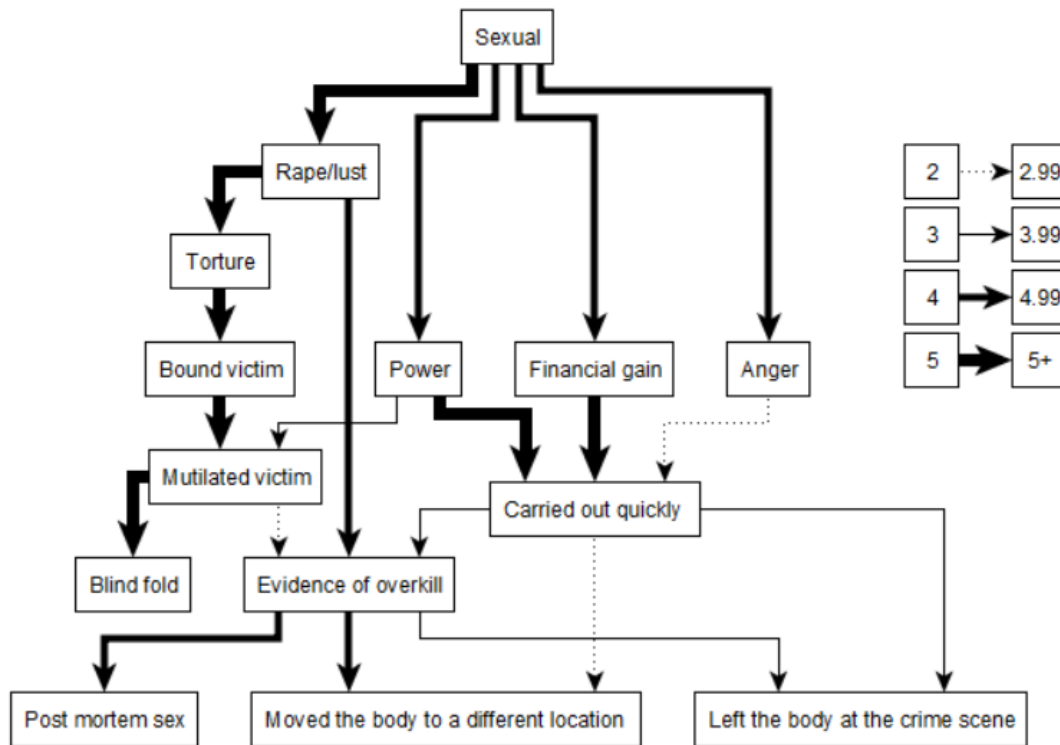 Sexual
Rape/lust
2
2.99
3
3.99
Torture
4
4.99
Bound victim
Power
Financial gain
Anger
5
5+
Mutilated victim
Carried out quickly
Blind fold
Evidence of overkill
Post mortem sex
Moved the body to a different location
Left the body at the crime scene